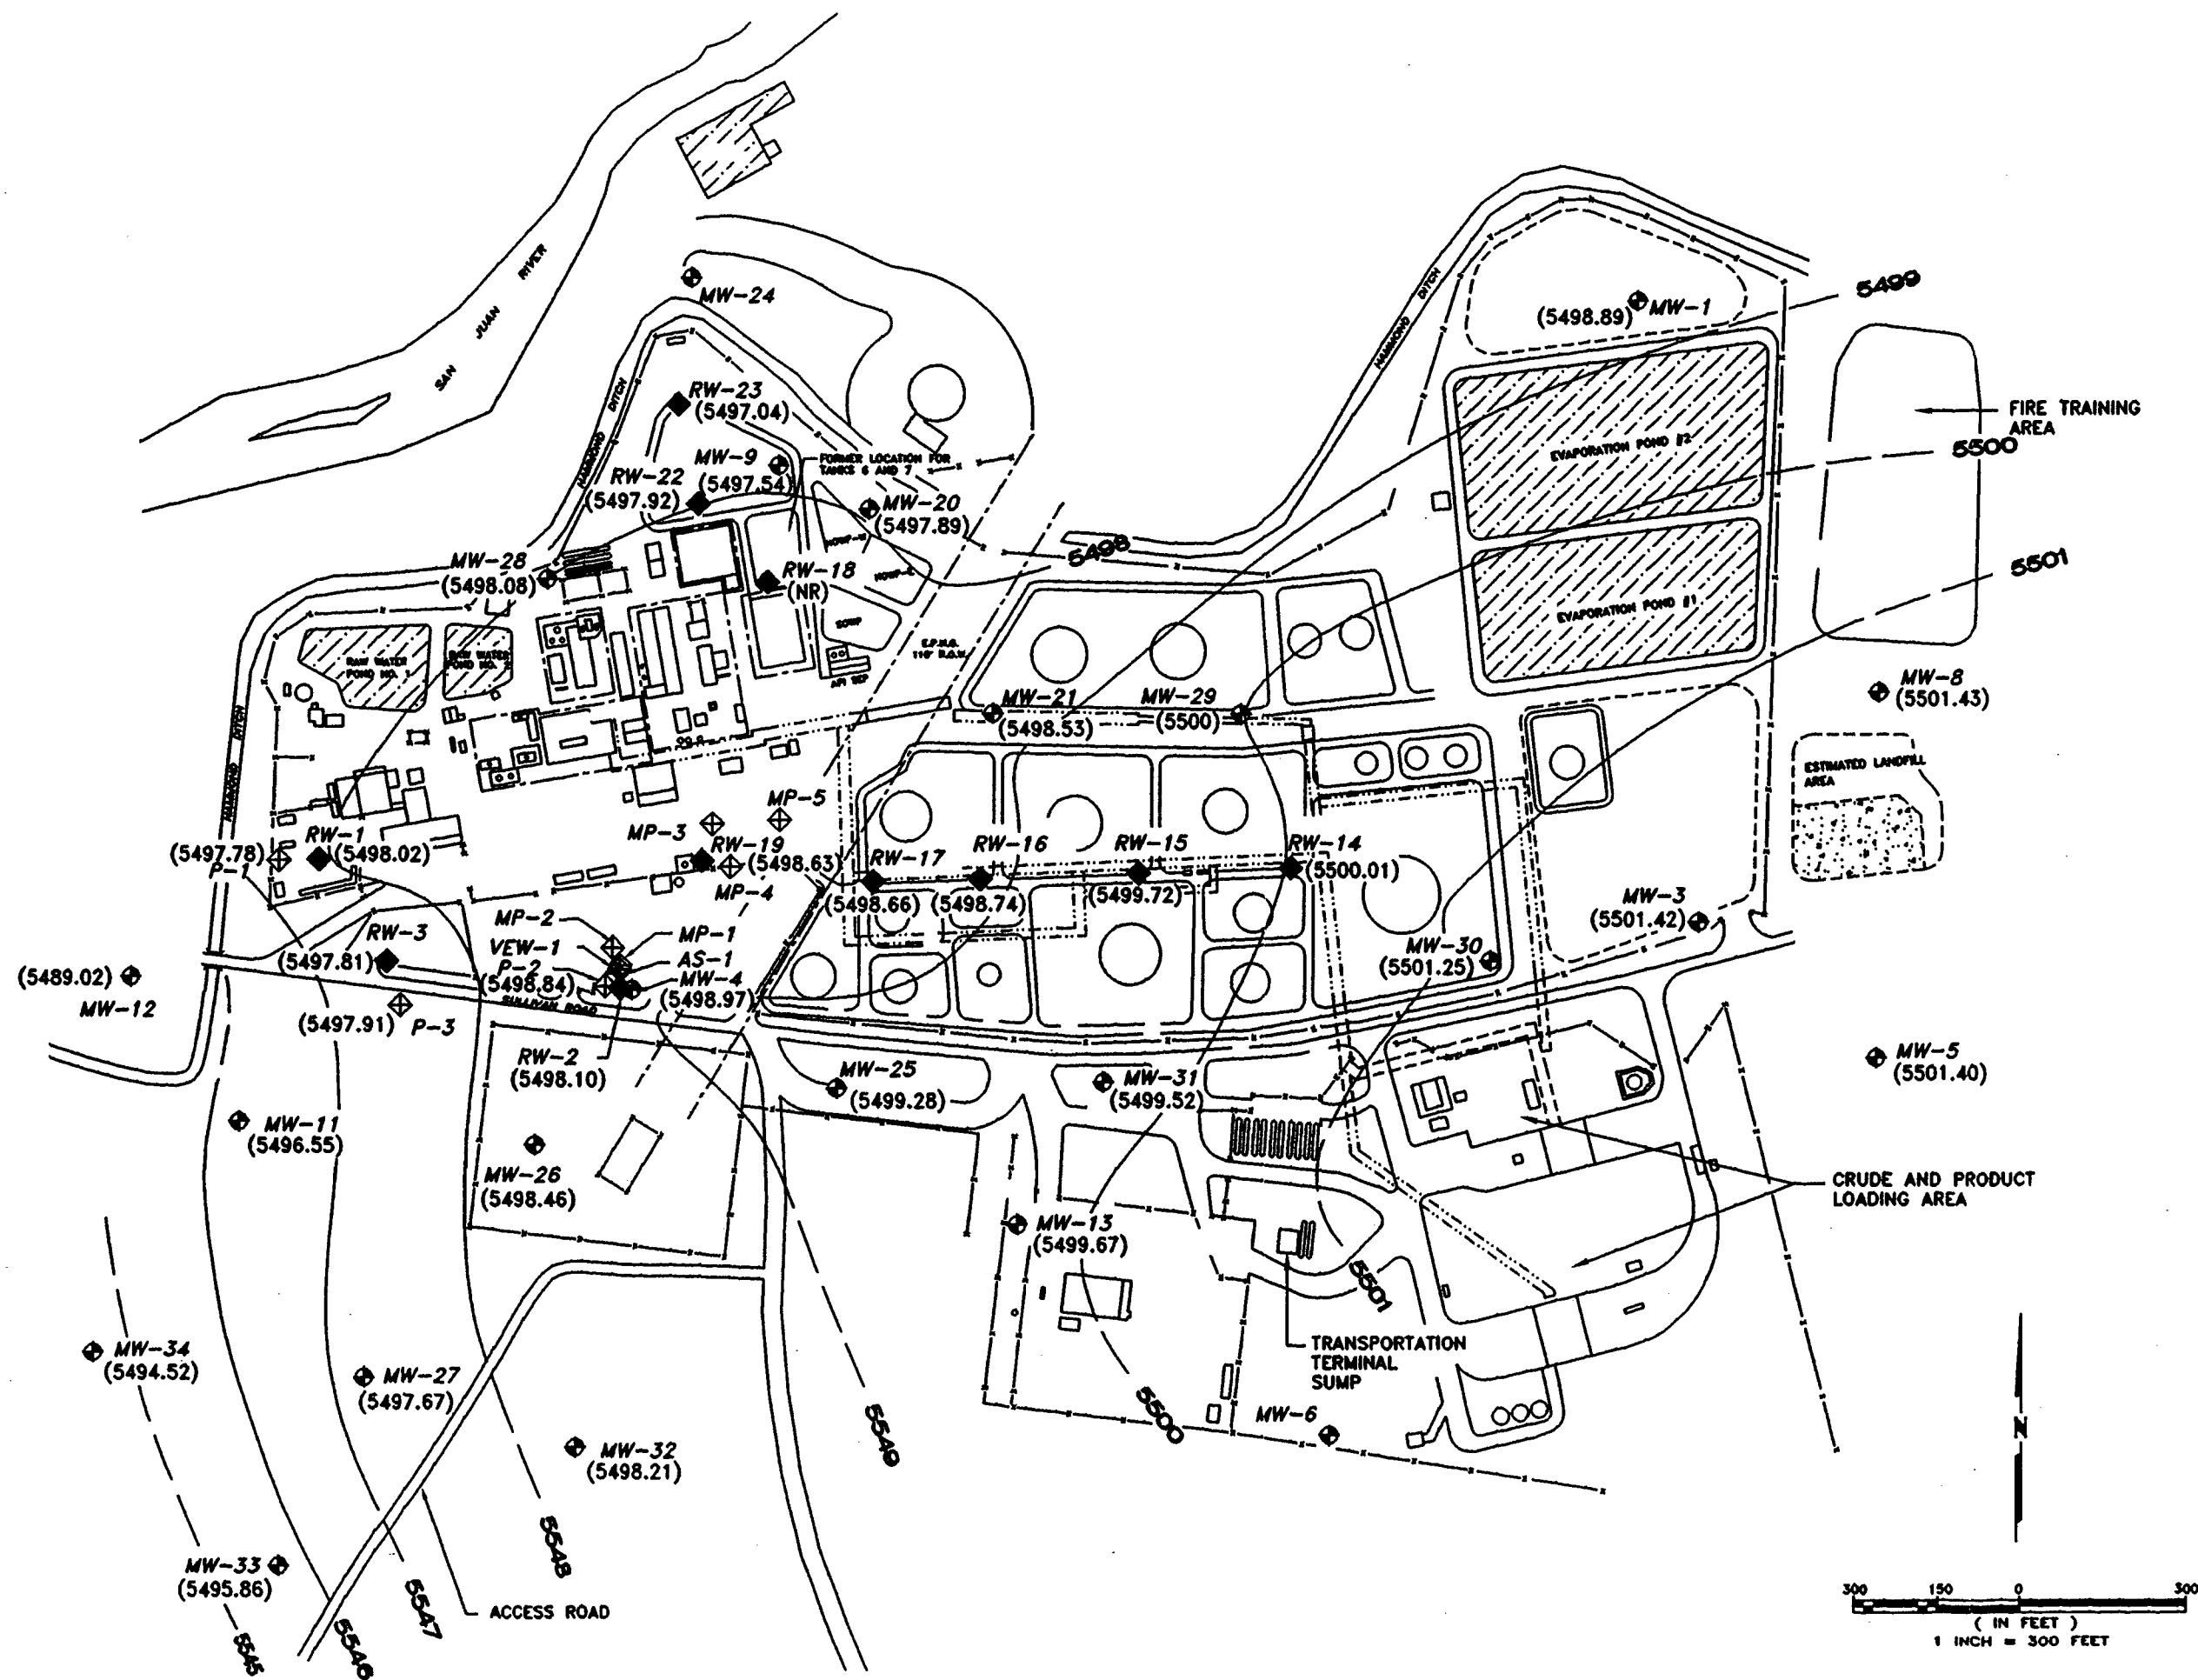 MW-24
SAN JUAN RIVER
HAMMOND DITCH
5499
(5498.89)
MW-1
HAMMOND DITCH
RW-23
(5497.04)
FIRE TRAINING
AREA
5500
EVAPORATION POND #2
MW-9
(5497.54)
FORMER LOCATION FOR
TANKS 6 AND 7
RW-22
(5497.92)
MW-20
(5497.89)
5498
5501
MW-28
(5498.08)
RW-18
(NR)
HOWP-E
SOWP
EVAPORATION POND #1
RAW WATER
POND NO. 1
RAW WATER
POND NO.
E.P.N.G.
110' R.O.W.
API SEP
MW-21
(5498.53)
MW-29
(5500)
MW-8
(5501.43)
HAMMOND DITCH
ESTIMATED LANDFILL
AREA
MP-5
MP-3
RW-1
(5498.02)
(5497.78)
P-1
RW-19
(5498.63)
MP-4
RW-17
(5498.66)
RW-16
(5498.74)
RW-15
(5499.72)
RW-14
(5500.01)
MW-3
(5501.42)
MP-2
MP-1
VEW-1
AS-1
RW-3
(5497.81)
P-2
(5498.84)
MW-4
(5498.97)
MW-30
(5501.25)
(5489.02)
MW-12
SULLIVAN ROAD
(5497.91)
P-3
RW-2
(5498.10)
MW-25
(5499.28)
MW-31
(5499.52)
MW-5
(5501.40)
MW-11
(5496.55)
MW-26
(5498.46)
CRUDE AND PRODUCT
LOADING AREA
MW-13
(5499.67)
5501
TRANSPORTATION
TERMINAL
SUMP
MW-34
(5494.52)
MW-27
(5497.67)
5549
5500
MW-6
MW-32
(5498.21)
N
5548
MW-33
(5495.86)
5547
ACCESS ROAD
5546
5545
300 150 0 300
( IN FEET )
1 INCH = 300 FEET